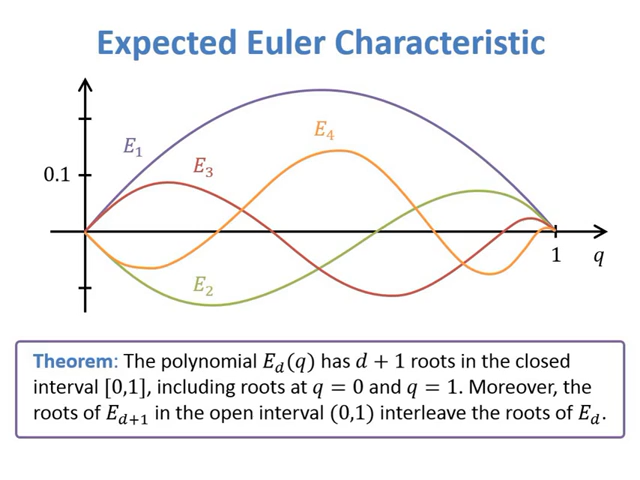 Expected Euler Characteristic
E₁
E₄
E₃
0.1
E₂
1
q
Theorem: The polynomial E_d(q) has d + 1 roots in the closed
interval [0,1], including roots at q = 0 and q = 1. Moreover, the
roots of E_{d+1} in the open interval (0,1) interleave the roots of E_d.